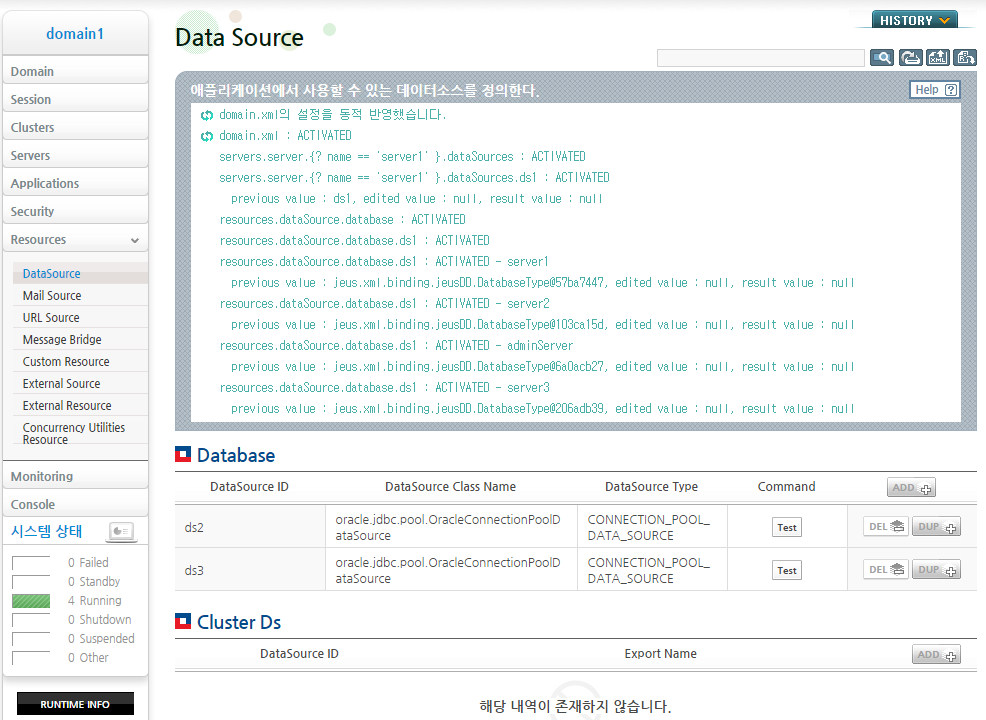 domain1
Domain
Session
Clusters
Servers
Applications
Security
Resources
DataSource
Mail Source
URL Source
Message Bridge
Custom Resource
External Source
External Resource
Concurrency Utilities
Resource
Monitoring
Console
시스템 상태
0 Failed
0 Standby
4 Running
0 Shutdown
0 Suspended
0 Other
RUNTIME INFO
HISTORY
Data Source
XML
애플리케이션에서 사용할 수 있는 데이터소스를 정의한다.
Help ?
domain.xml의 설정을 동적 반영했습니다.
domain.xml : ACTIVATED
servers.server.{? name == 'server1' }.dataSources : ACTIVATED
servers.server.{? name == 'server1' }.dataSources.ds1 : ACTIVATED
previous value : ds1, edited value : null, result value : null
resources.dataSource.database : ACTIVATED
resources.dataSource.database.ds1 : ACTIVATED
resources.dataSource.database.ds1 : ACTIVATED - server1
previous value : jeus.xml.binding.jeusDD.DatabaseType@57ba7447, edited value : null, result value : null
resources.dataSource.database.ds1 : ACTIVATED - server2
previous value : jeus.xml.binding.jeusDD.DatabaseType@103ca15d, edited value : null, result value : null
resources.dataSource.database.ds1 : ACTIVATED - adminServer
previous value : jeus.xml.binding.jeusDD.DatabaseType@6a0acb27, edited value : null, result value : null
resources.dataSource.database.ds1 : ACTIVATED - server3
previous value : jeus.xml.binding.jeusDD.DatabaseType@206adb39, edited value : null, result value : null
Database
DataSource ID DataSource Class Name DataSource Type Command ADD
ds2 oracle.jdbc.pool.OracleConnectionPoolD CONNECTION_POOL_ Test DEL DUP
ataSource DATA_SOURCE
ds3 oracle.jdbc.pool.OracleConnectionPoolD CONNECTION_POOL_ Test DEL DUP
ataSource DATA_SOURCE
Cluster Ds
DataSource ID Export Name ADD
해당 내역이 존재하지 않습니다.